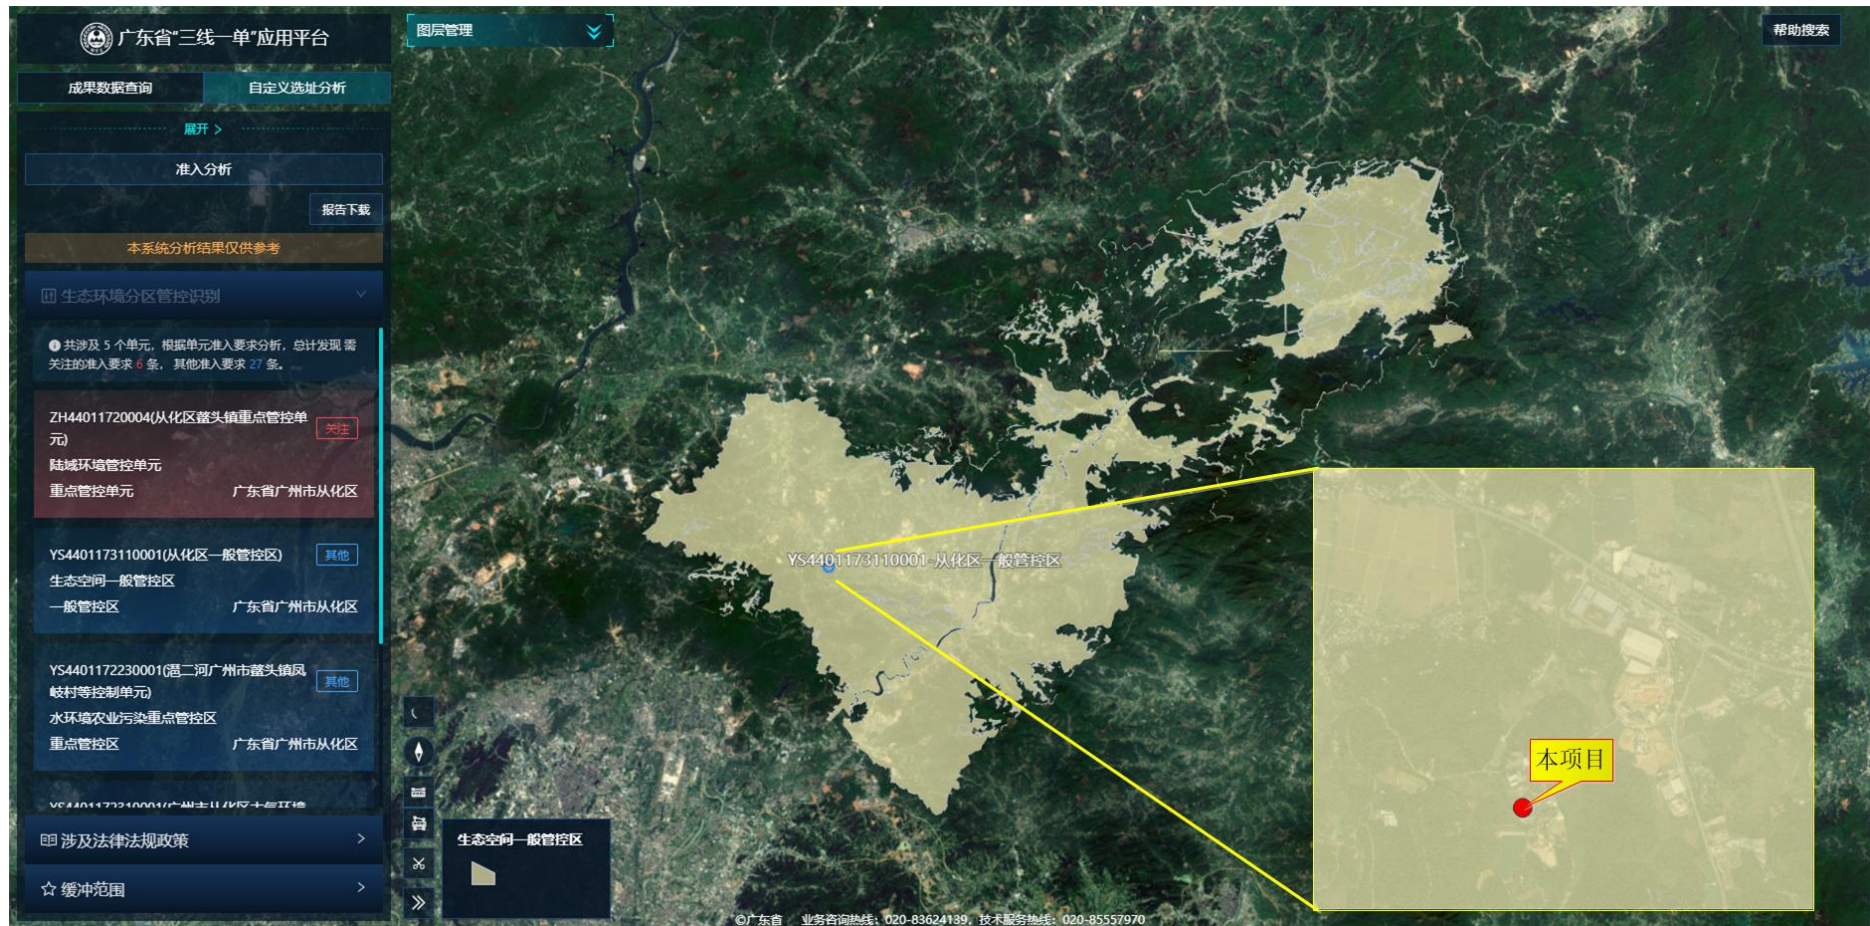 广东省“三线一单”应用平台
图层管理
帮助搜索
成果数据查询
自定义选址分析
展开 >
准入分析
报告下载
本系统分析结果仅供参考
生态环境分区管控识别
共涉及 5 个单元，根据单元准入要求分析，总计发现 需
关注的准入要求 6 条， 其他准入要求 27 条。
ZH44011720004(从化区鳌头镇重点管控单
元)
关注
陆域环境管控单元
重点管控单元
广东省广州市从化区
YS4401173110001(从化区一般管控区)
其他
生态空间一般管控区
一般管控区
广东省广州市从化区
YS4401172230001(潖二河广州市鳌头镇凤
岐村等控制单元)
其他
水环境农业污染重点管控区
重点管控区
广东省广州市从化区
YS4401172310001(广州市从化区大气环境
涉及法律法规政策 >
缓冲范围 >
YS4401173110001-从化区一般管控区
本项目
生态空间一般管控区
©广东省 业务咨询热线：020-83624139，技术服务热线：020-85557970